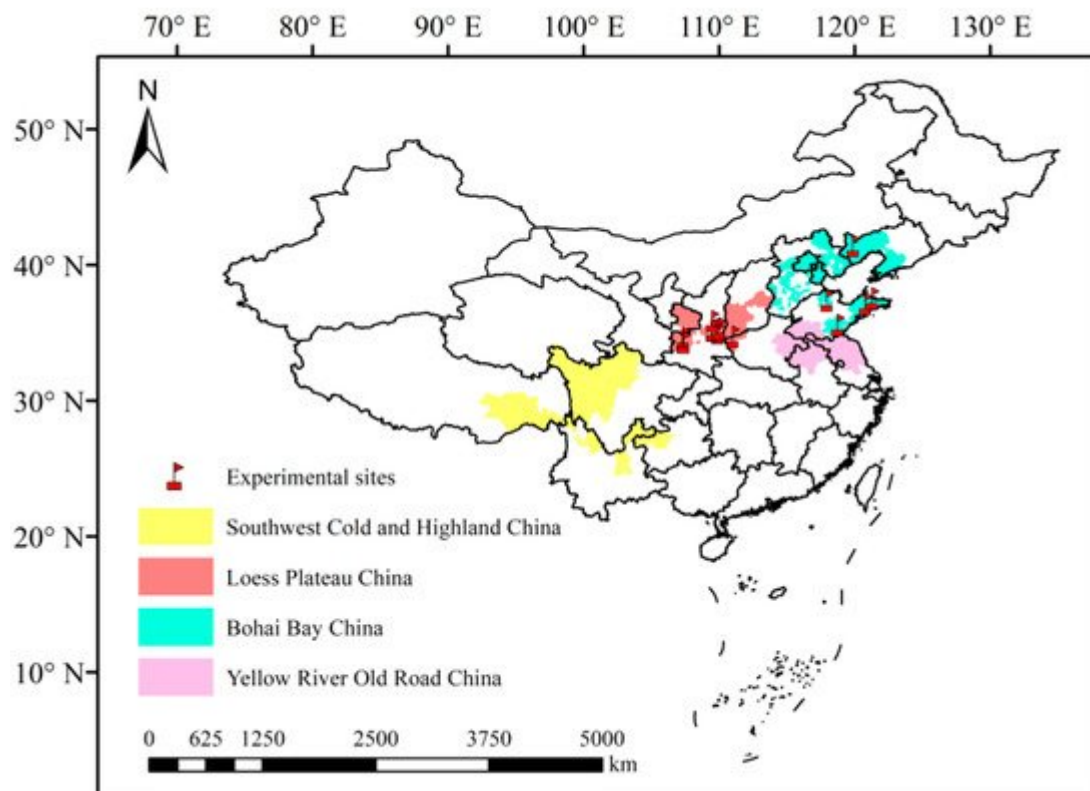 70° E 80° E 90° E 100° E 110° E 120° E 130° E
N
50° N
40° N
30° N
20° N
10° N
Experimental sites
Southwest Cold and Highland China
Loess Plateau China
Bohai Bay China
Yellow River Old Road China
0 625 1250 2500 3750 5000
km